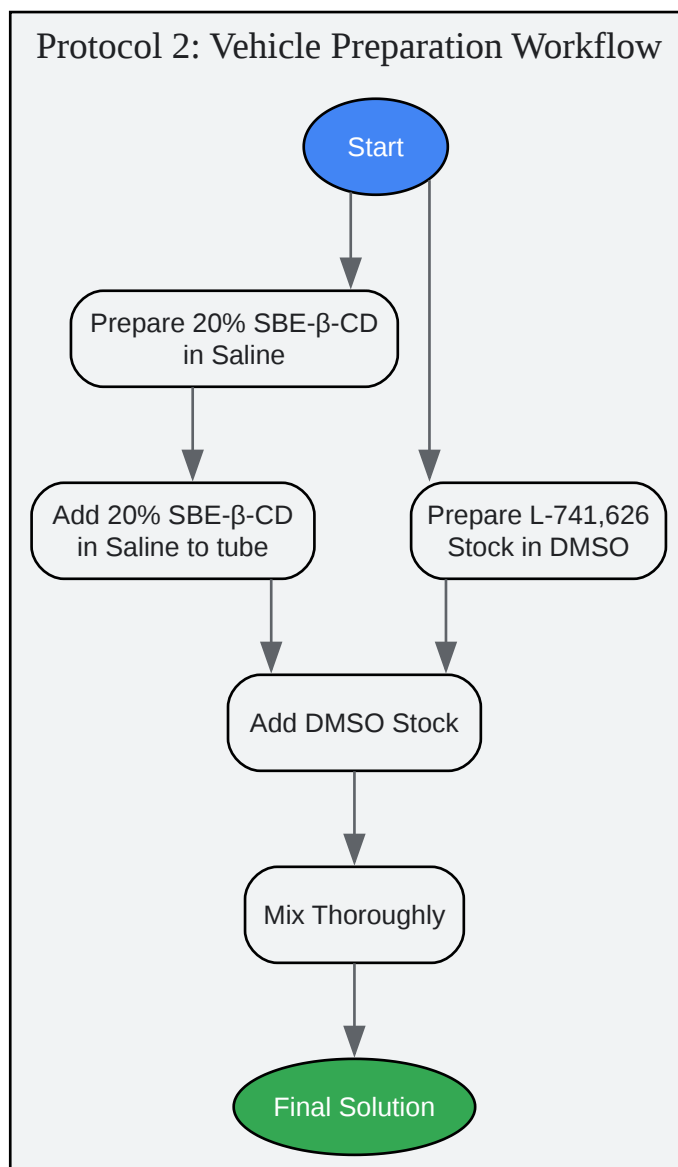 Protocol 2: Vehicle Preparation Workflow
Start
Prepare 20% SBE-β-CD
in Saline
Add 20% SBE-β-CD
in Saline to tube
Prepare L-741,626
Stock in DMSO
Add DMSO Stock
Mix Thoroughly
Final Solution